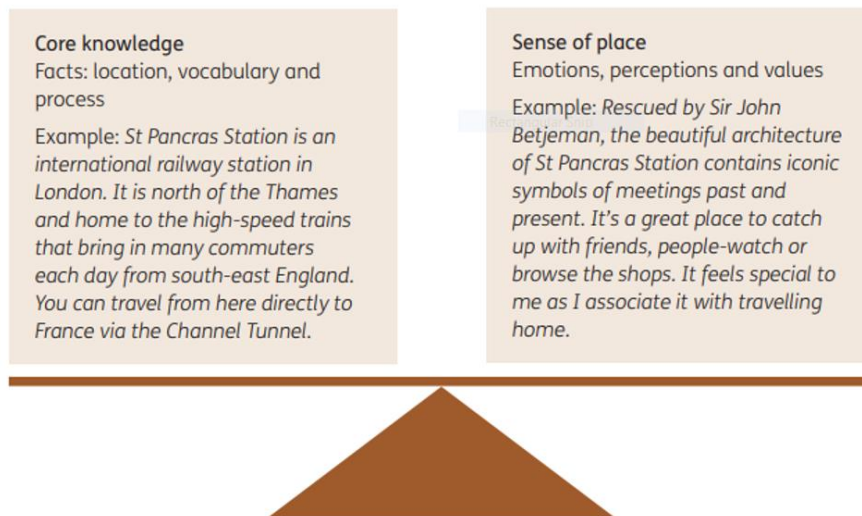 Core knowledge
Facts: location, vocabulary and
process
Example: St Pancras Station is an
international railway station in
London. It is north of the Thames
and home to the high-speed trains
that bring in many commuters
each day from south-east England.
You can travel from here directly to
France via the Channel Tunnel.
Sense of place
Emotions, perceptions and values
Example: Rescued by Sir John
Rectangular Snip
Betjeman, the beautiful architecture
of St Pancras Station contains iconic
symbols of meetings past and
present. It's a great place to catch
up with friends, people-watch or
browse the shops. It feels special to
me as I associate it with travelling
home.